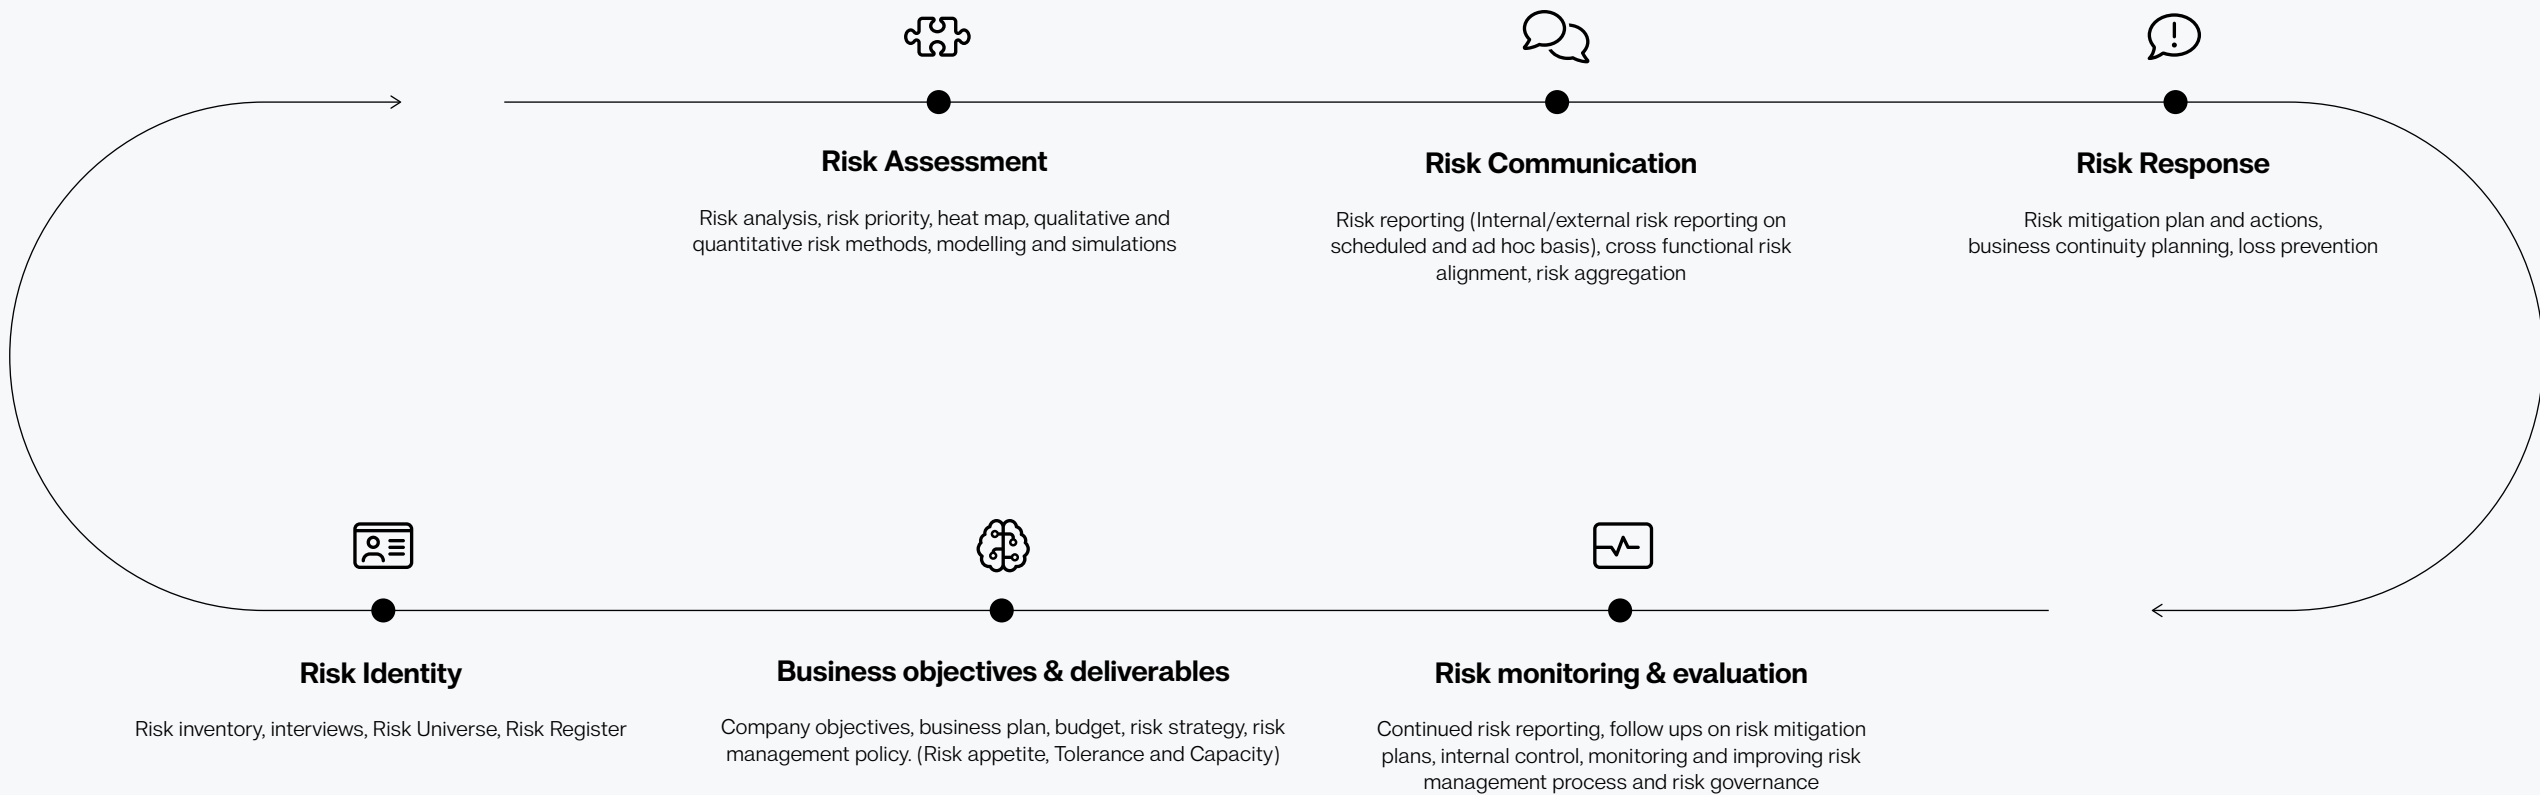 Risk Assessment
Risk analysis, risk priority, heat map, qualitative and
quantitative risk methods, modelling and simulations
Risk Communication
Risk reporting (Internal/external risk reporting on
scheduled and ad hoc basis), cross functional risk
alignment, risk aggregation
Risk Response
Risk mitigation plan and actions,
business continuity planning, loss prevention
Risk Identity
Risk inventory, interviews, Risk Universe, Risk Register
Business objectives & deliverables
Company objectives, business plan, budget, risk strategy, risk
management policy. (Risk appetite, Tolerance and Capacity)
Risk monitoring & evaluation
Continued risk reporting, follow ups on risk mitigation
plans, internal control, monitoring and improving risk
management process and risk governance